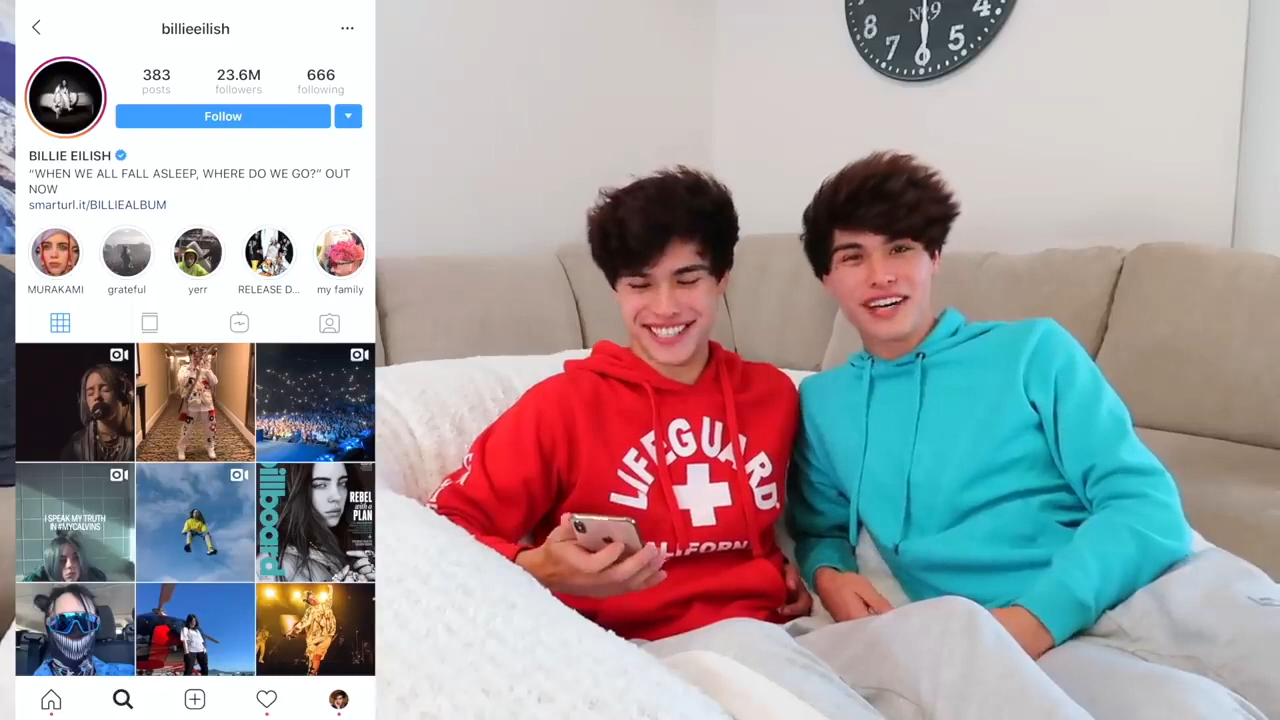 billieeilish
...
383
23.6M
666
posts
followers
following
Follow
BILLIE EILISH
“WHEN WE ALL FALL ASLEEP, WHERE DO WE GO?” OUT
NOW
smarturl.it/BILLIEALBUM
MURAKAMI
grateful
yerr
RELEASE D...
my family
I SPEAK MY TRUTH
IN #MYCALVINS
billboard
REBEL
with a
PLAN
No.9
8
7
6
5
4
LIFEGUARD
CALIFORN